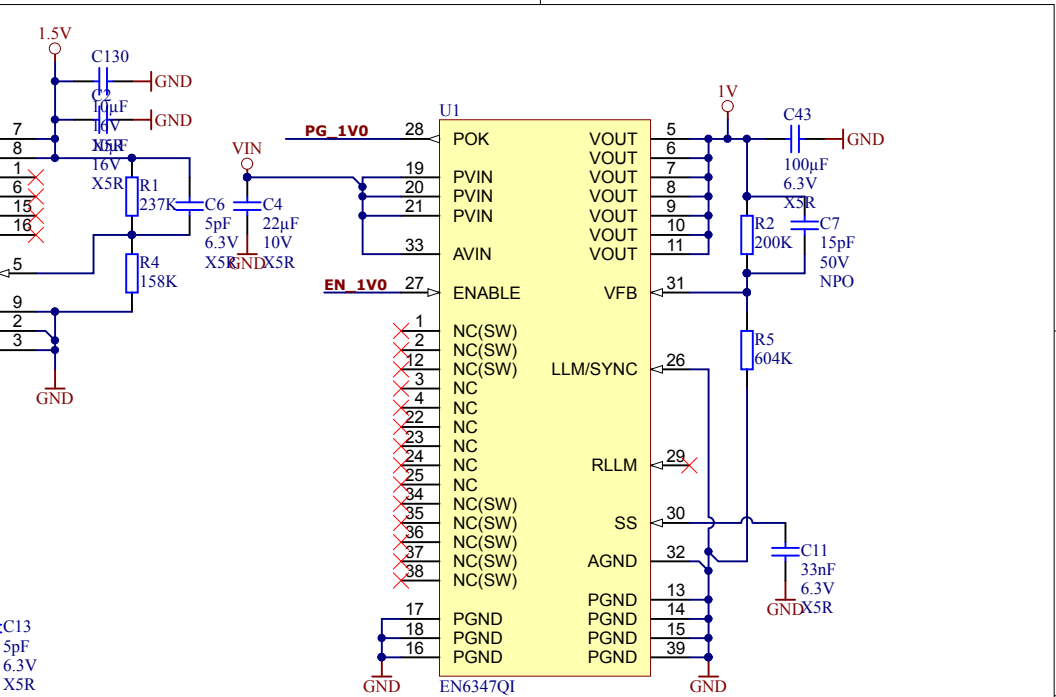 1.5V
C130
GND
C2
10µF
GND
16V
X5R
10µF
16V
X5R
7
8
1
6
15
16
R1
237K
C6
5pF
6.3V
X5R
5
R4
158K
9
2
3
GND
C13
5pF
6.3V
X5R
VIN
C4
22µF
10V
X5R
GND
PG_1V0
EN_1V0
U1
28 POK
19 PVIN
20 PVIN
21 PVIN
33 AVIN
27 ENABLE
1 NC(SW)
2 NC(SW)
12 NC(SW)
3 NC
4 NC
22 NC
23 NC
24 NC
25 NC
34 NC(SW)
35 NC(SW)
36 NC(SW)
37 NC(SW)
38 NC(SW)
17 PGND
18 PGND
16 PGND
GND
EN6347QI
VOUT 5
VOUT 6
VOUT 7
VOUT 8
VOUT 9
VOUT 10
VOUT 11
VFB 31
LLM/SYNC 26
RLLM 29
SS 30
AGND 32
PGND 13
PGND 14
PGND 15
PGND 39
GND
1V
C43
GND
100µF
6.3V
X5R
R2
200K
C7
15pF
50V
NPO
R5
604K
C11
33nF
6.3V
X5R
GND